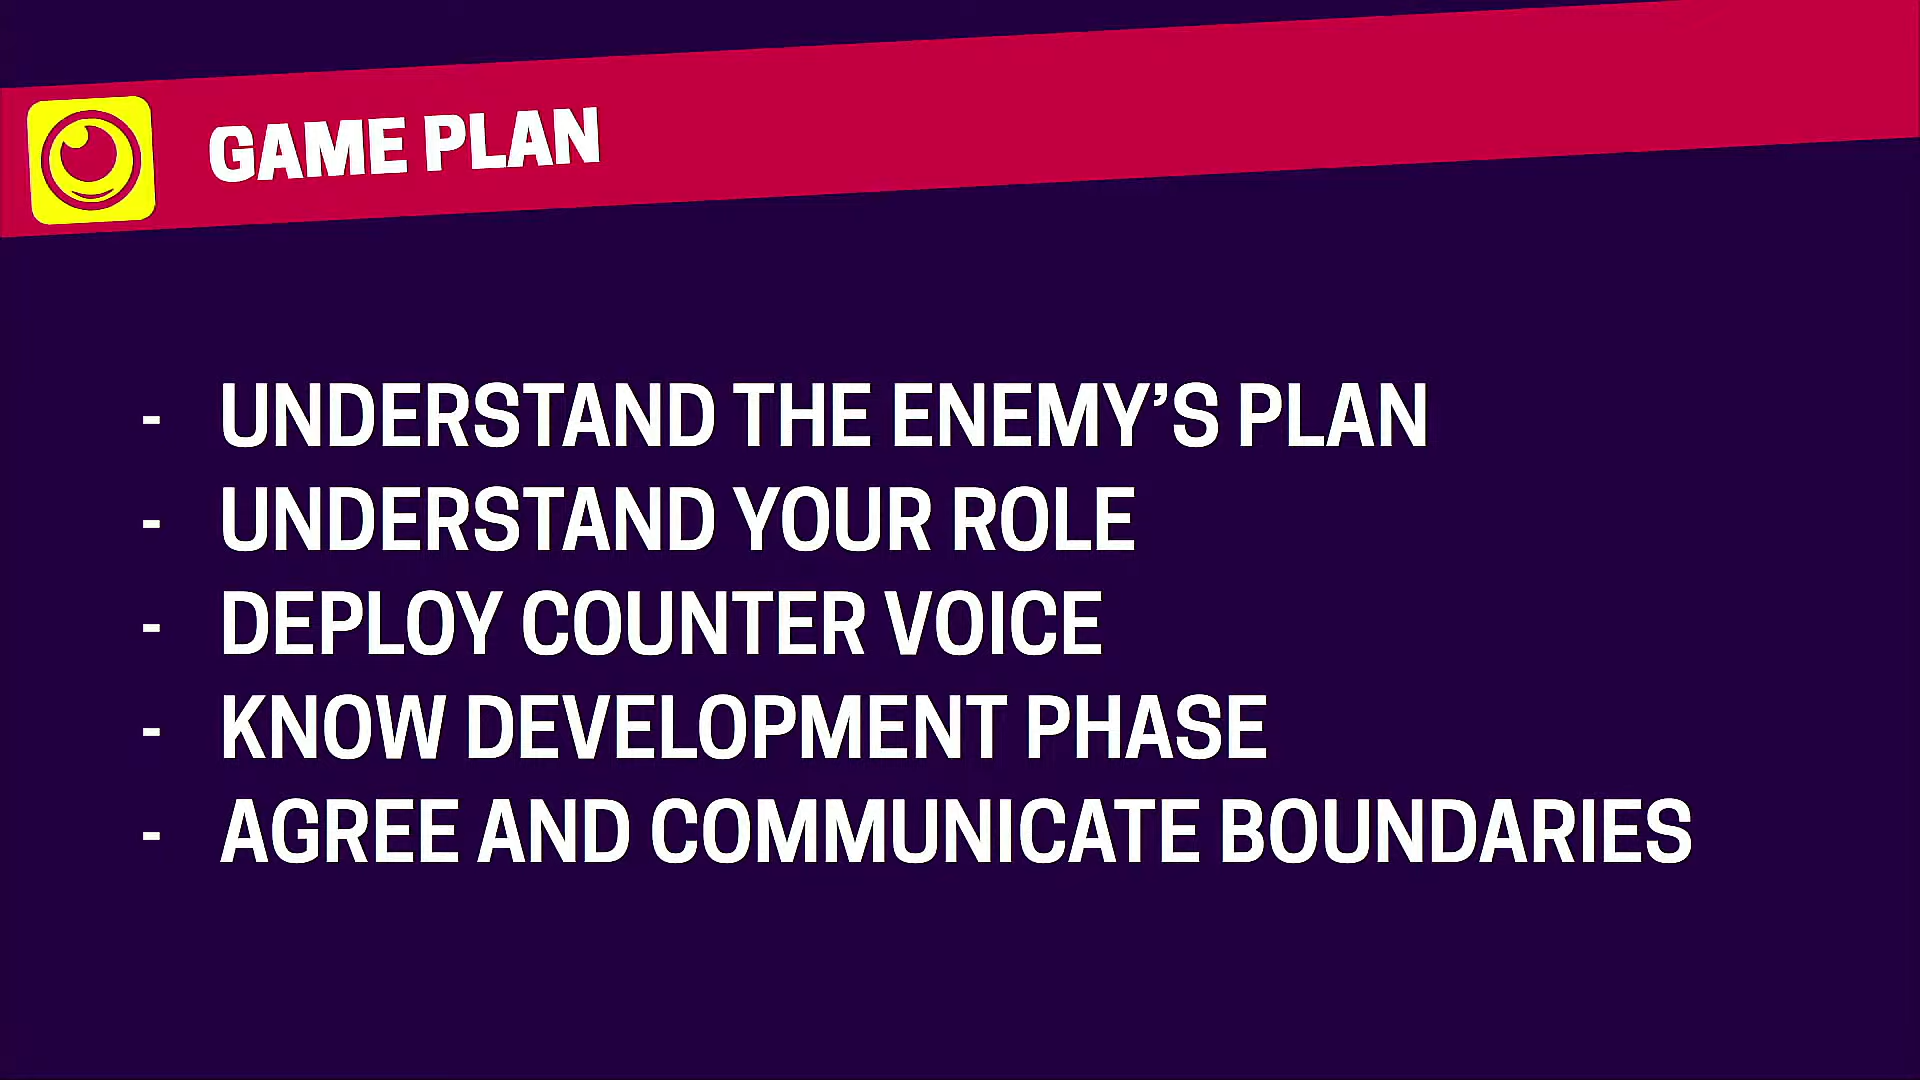 GAME PLAN
- UNDERSTAND THE ENEMY’S PLAN
- UNDERSTAND YOUR ROLE
- DEPLOY COUNTER VOICE
- KNOW DEVELOPMENT PHASE
- AGREE AND COMMUNICATE BOUNDARIES